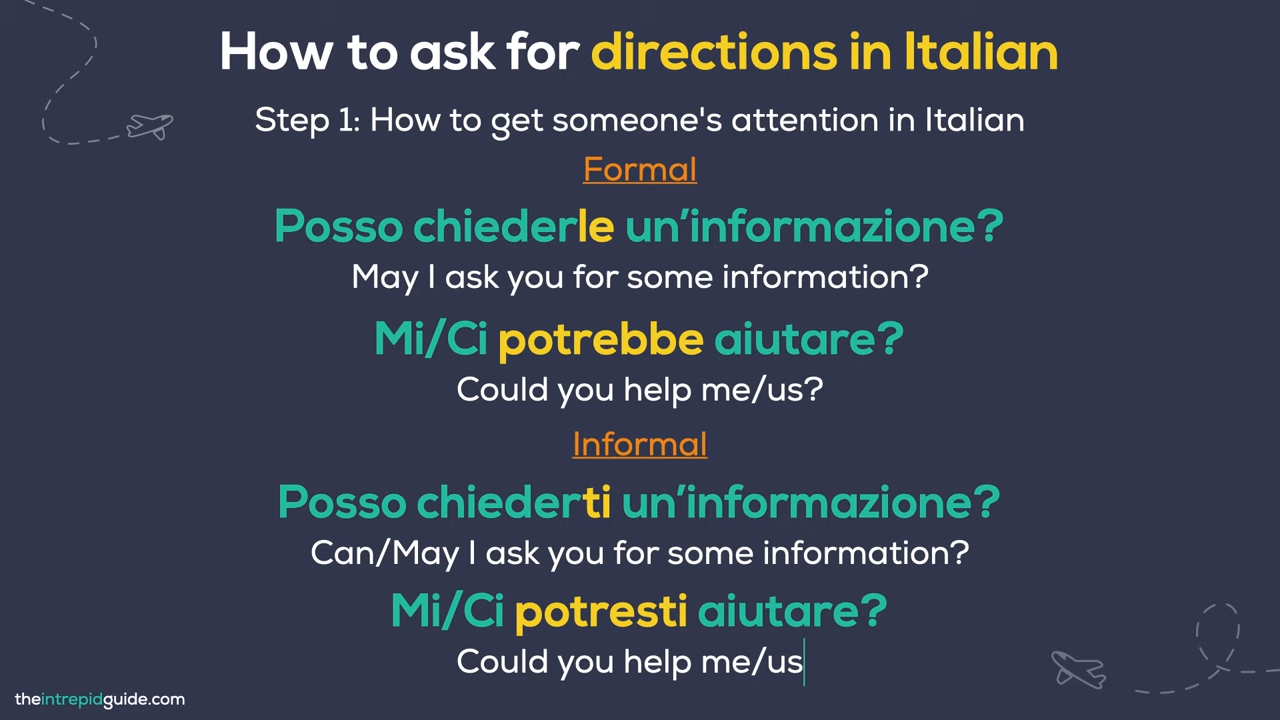 How to ask for directions in Italian
Step 1: How to get someone's attention in Italian
Formal
Posso chiederle un’informazione?
May I ask you for some information?
Mi/Ci potrebbe aiutare?
Could you help me/us?
Informal
Posso chiederti un’informazione?
Can/May I ask you for some information?
Mi/Ci potresti aiutare?
Could you help me/us
theintrepidguide.com